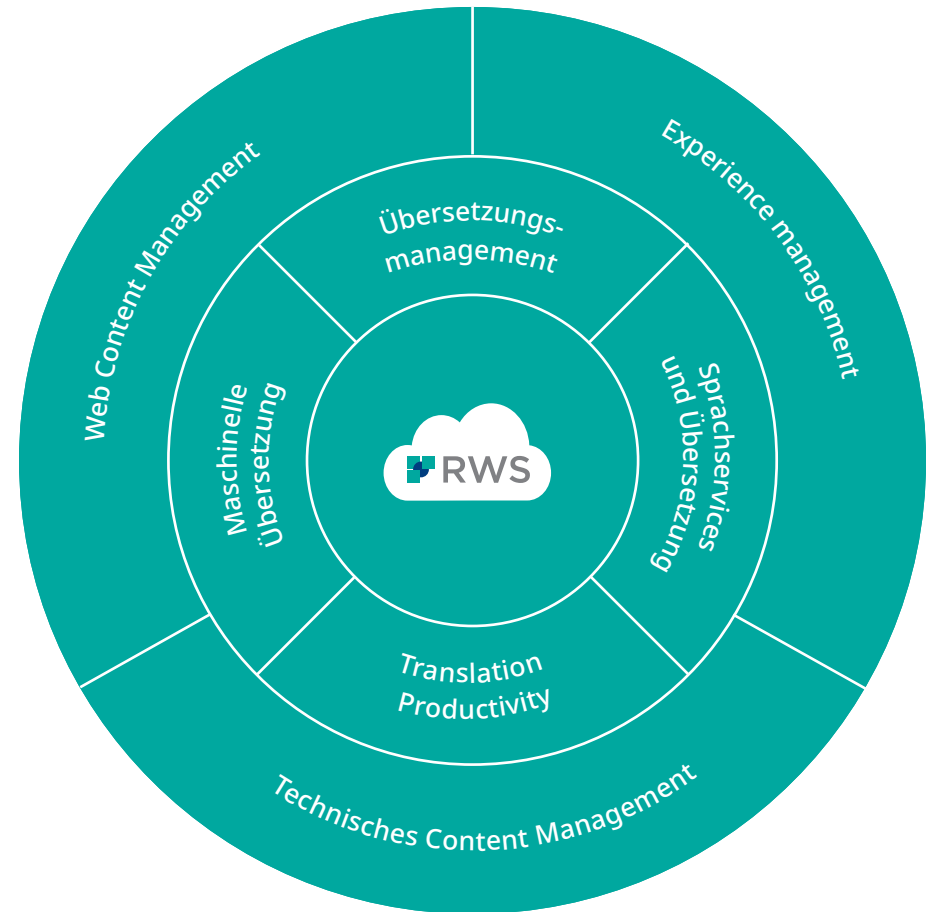 Web Content Management
Experience management
Übersetzungs-
management
Maschinelle
Übersetzung
Sprachservices
und Übersetzung
RWS
Translation
Productivity
Technisches Content Management